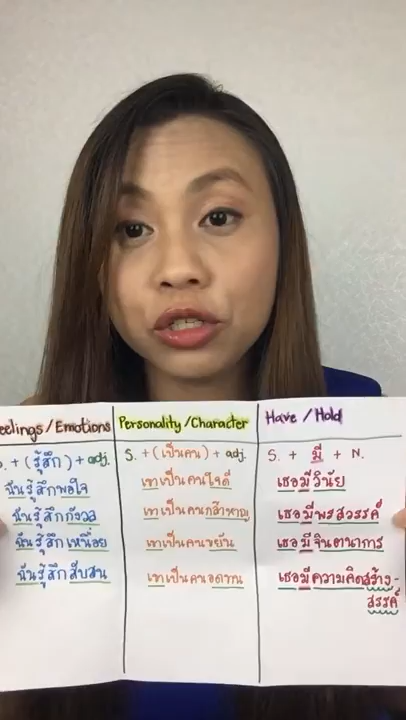 eelings / Emotions
S. + (รู้สึก) + adj.
ฉันรู้สึกพอใจ
ฉันรู้สึกกังวล
ฉันรู้สึกเหนื่อย
ฉันรู้สึกสับสน
Personality / Character
S. + (เป็นคน) + adj.
เขาเป็นคนใจดี
เขาเป็นคนกล้าหาญ
เขาเป็นคนขยัน
เขาเป็นคนอดทน
Have / Hold
S. + มี + N.
เธอมีวินัย
เธอมีพรสวรรค์
เธอมีจินตนาการ
เธอมีความคิดสร้าง-
สรรค์